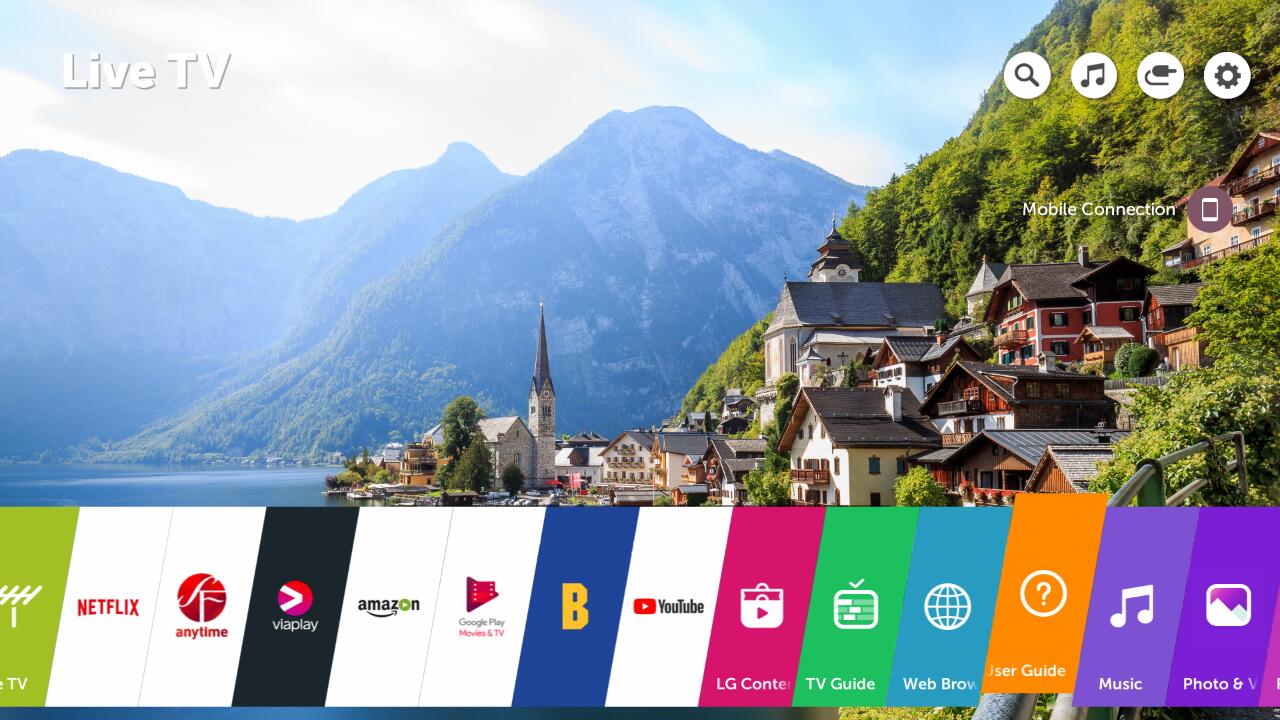 Live TV
Mobile Connection
NETFLIX
SF
anytime
viaplay
amazon
Google Play
Movies & TV
B
YouTube
e TV
LG Conte
TV Guide
Web Brow
User Guide
Music
Photo & V